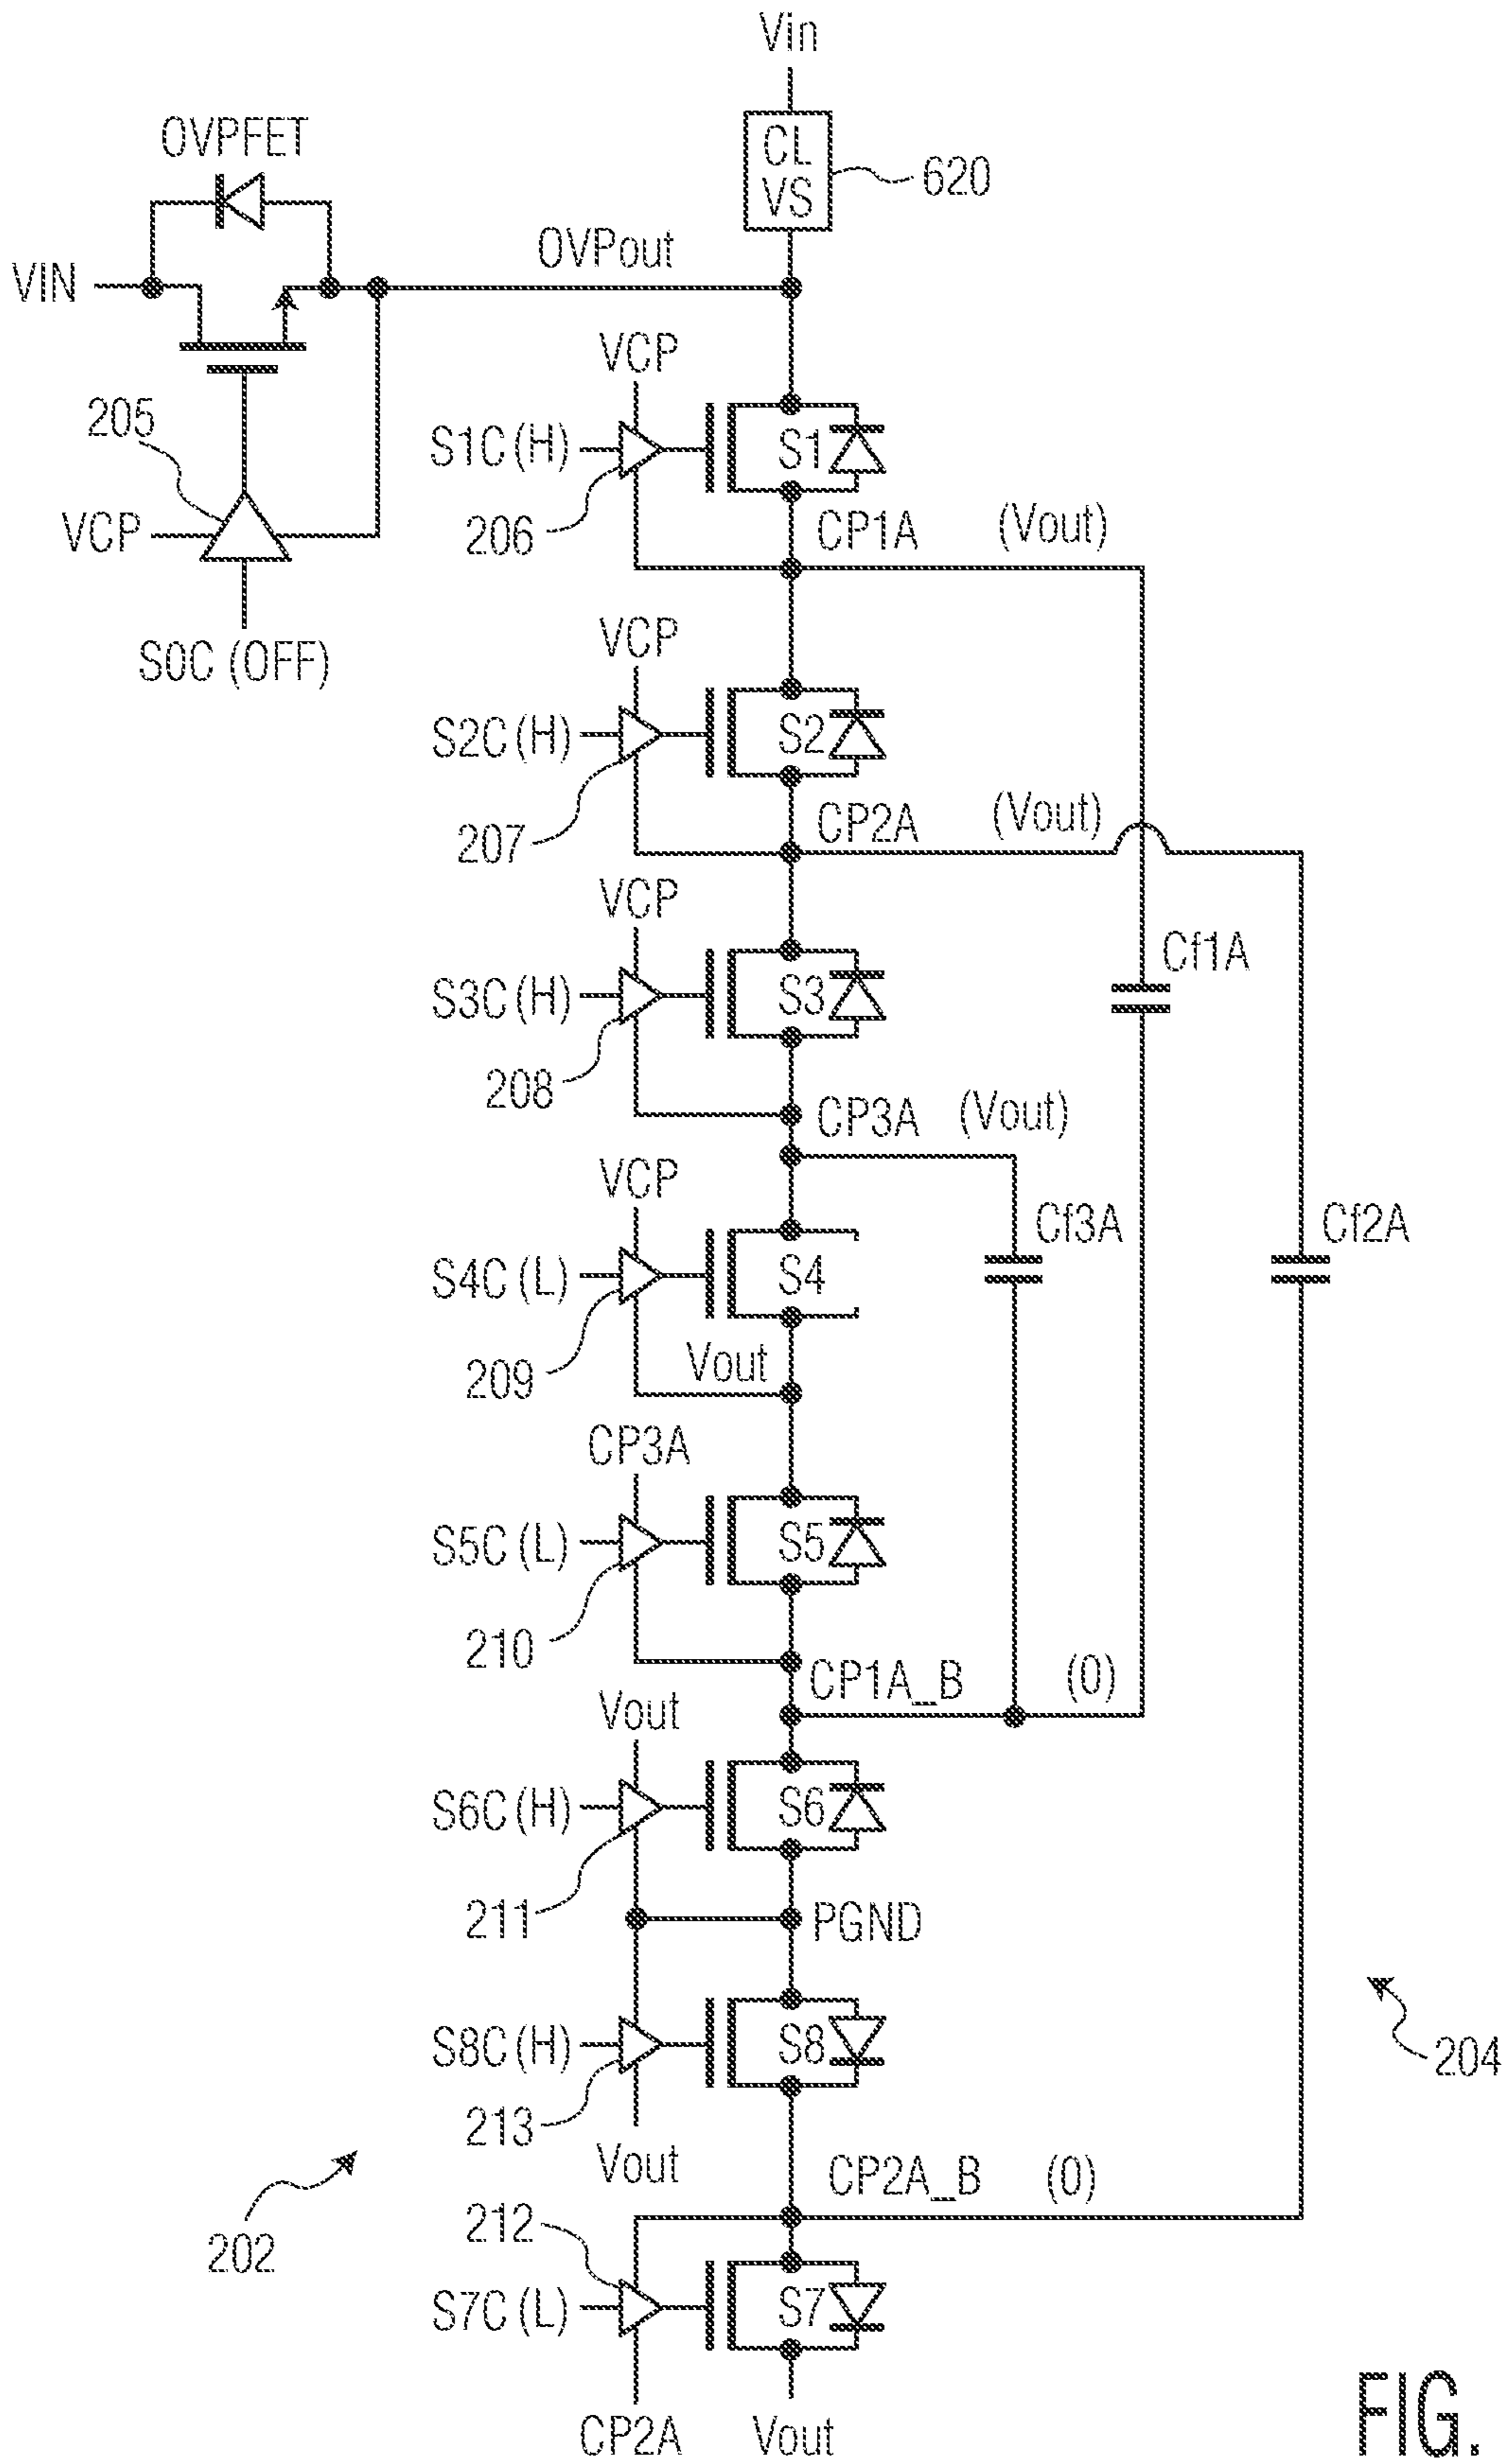 Vin
OVPFET
CL
VS
620
VIN
OVPout
VCP
205
S1C (H)
S1
206
CP1A
(Vout)
VCP
S0C (OFF)
VCP
S2C (H)
S2
207
CP2A
(Vout)
VCP
Cf1A
S3C (H)
S3
208
CP3A
(Vout)
VCP
Cf3A
Cf2A
S4C (L)
S4
209
Vout
CP3A
S5C (L)
S5
210
CP1A_B
(0)
Vout
S6C (H)
S6
211
PGND
S8C (H)
S8
204
213
Vout
CP2A_B
(0)
202
212
S7C (L)
S7
CP2A
Vout
FIG.